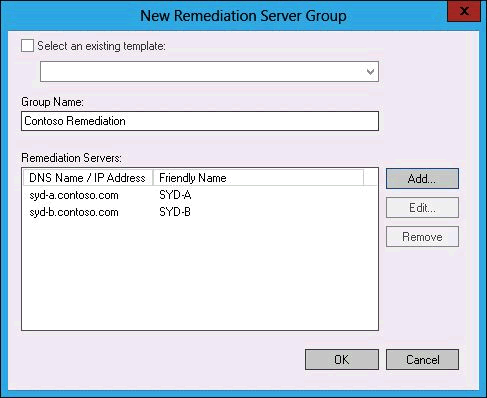 New Remediation Server Group
x
Select an existing template:
Group Name:
Contoso Remediation
Remediation Servers:
DNS Name / IP Address Friendly Name
syd-a.contoso.com SYD-A
syd-b.contoso.com SYD-B
Add...
Edit...
Remove
OK Cancel